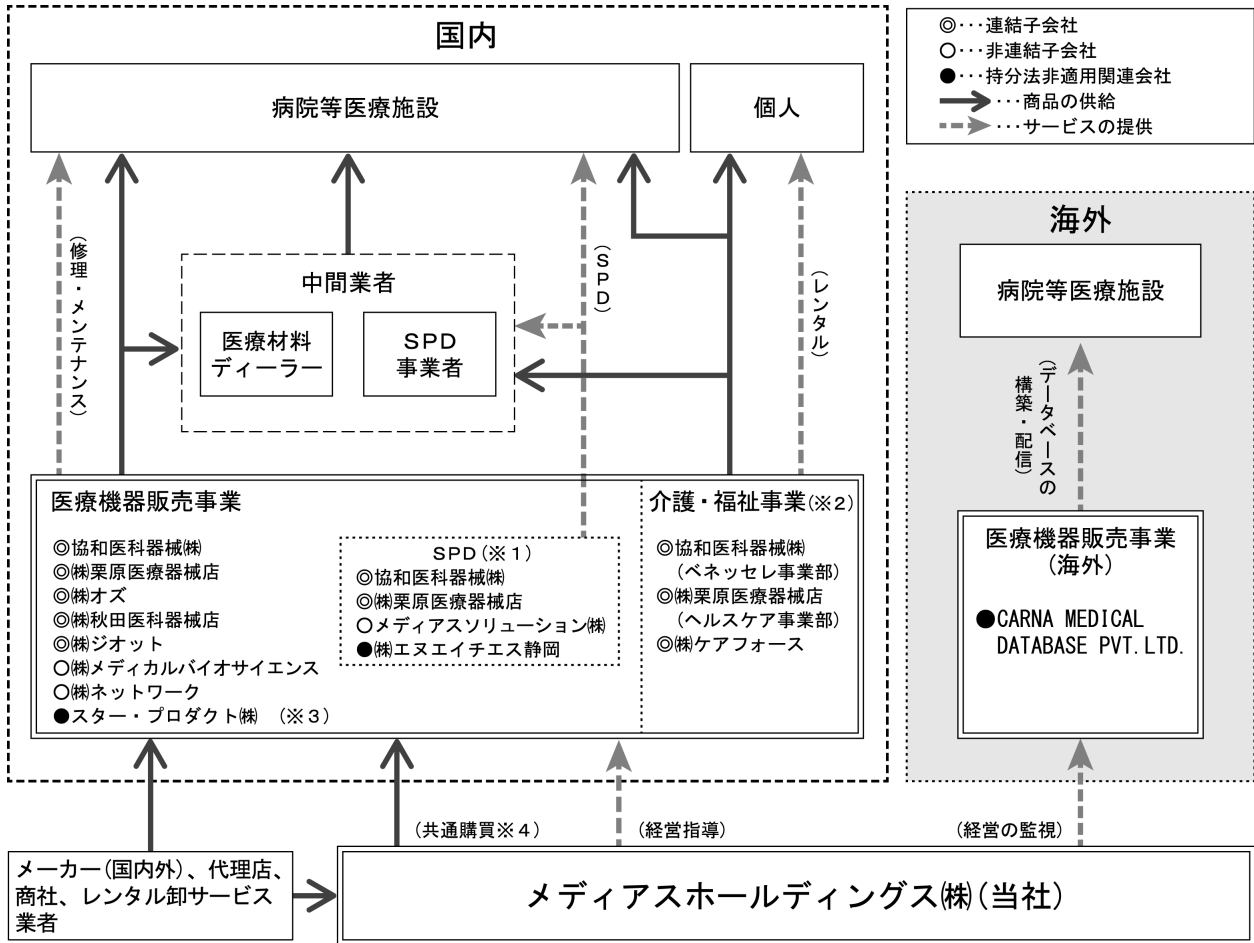 国内
病院等医療施設
個人
(修理・メンテナンス)
中間業者
医療材料
ディーラー
SPD
事業者
(SPD)
(レンタル)
医療機器販売事業
◎協和医科器械㈱
◎㈱栗原医療器械店
◎㈱オズ
◎㈱秋田医科器械店
◎㈱ジオット
○㈱メディカルバイオサイエンス
○㈱ネットワーク
●スター・プロダクト㈱ (※3)
SPD(※1)
◎協和医科器械㈱
◎㈱栗原医療器械店
○メディアスソリューション㈱
●㈱エヌエイチエス静岡
介護・福祉事業(※2)
◎協和医科器械㈱
(ベネッセレ事業部)
◎㈱栗原医療器械店
(ヘルスケア事業部)
◎㈱ケアフォース
◎・・・連結子会社
○・・・非連結子会社
●・・・持分法非適用関連会社
・・・商品の供給
・・・サービスの提供
海外
病院等医療施設
(データベースの
構築・配信)
医療機器販売事業
(海外)
●CARNA MEDICAL
DATABASE PVT.LTD.
(共通購買※4)
(経営指導)
(経営の監視)
メーカー(国内外)、代理店、
商社、レンタル卸サービス
業者
メディアスホールディングス㈱(当社)